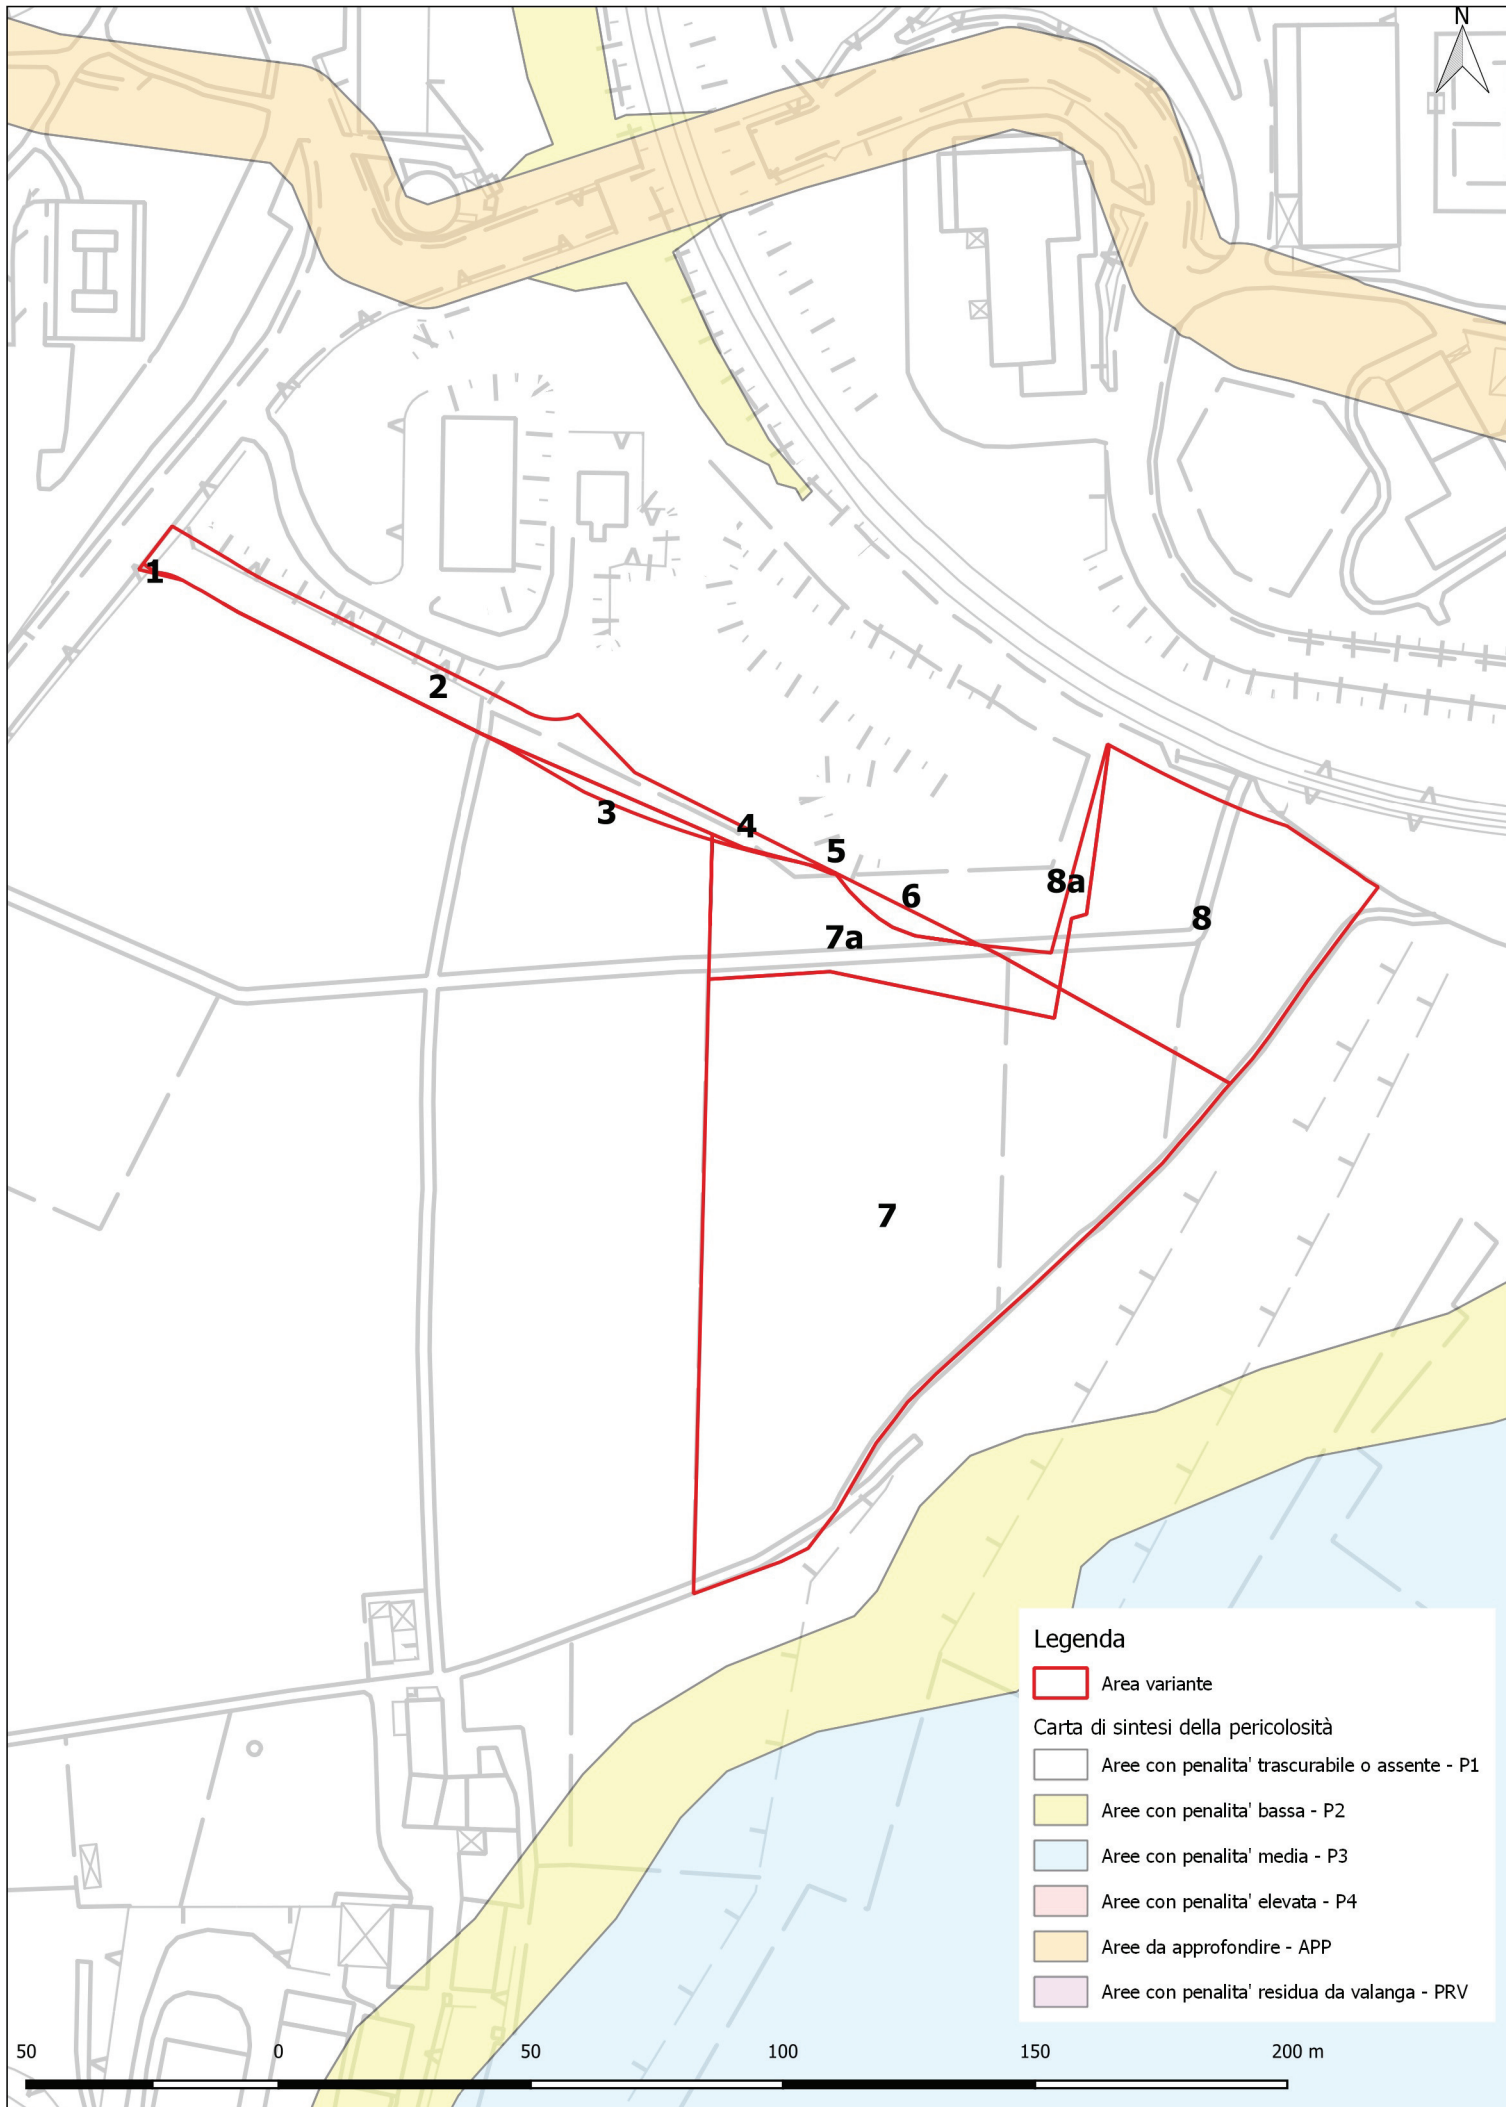 N
1
2
3
4
5
6
8a
8
7a
7
Legenda
Area variante
Carta di sintesi della pericolosità
Aree con penalita' trascurabile o assente - P1
Aree con penalita' bassa - P2
Aree con penalita' media - P3
Aree con penalita' elevata - P4
Aree da approfondire - APP
Aree con penalita' residua da valanga - PRV
50 0 50 100 150 200 m